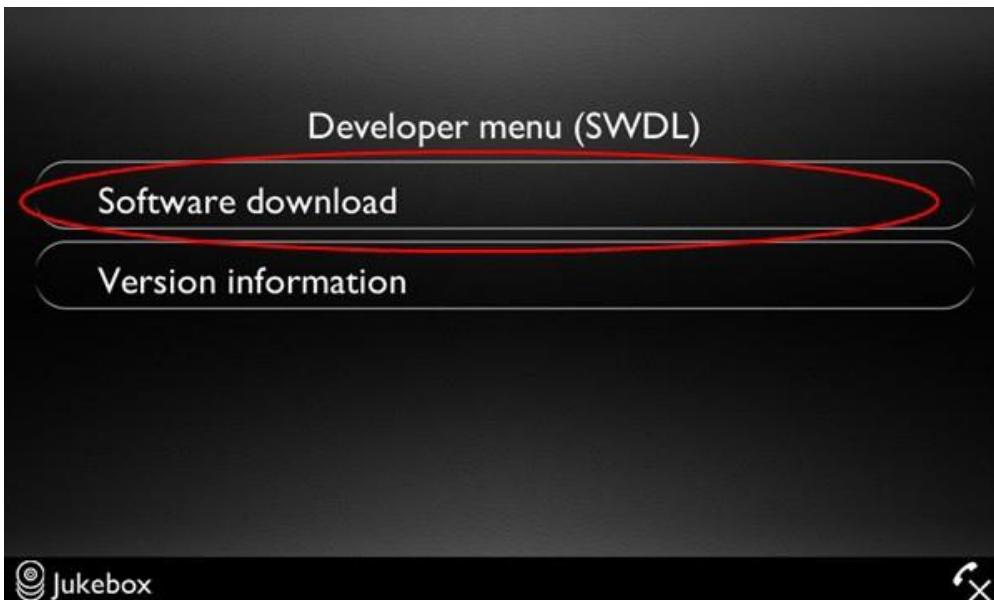 Developer menu (SWDL)
Software download
Version information
Jukebox